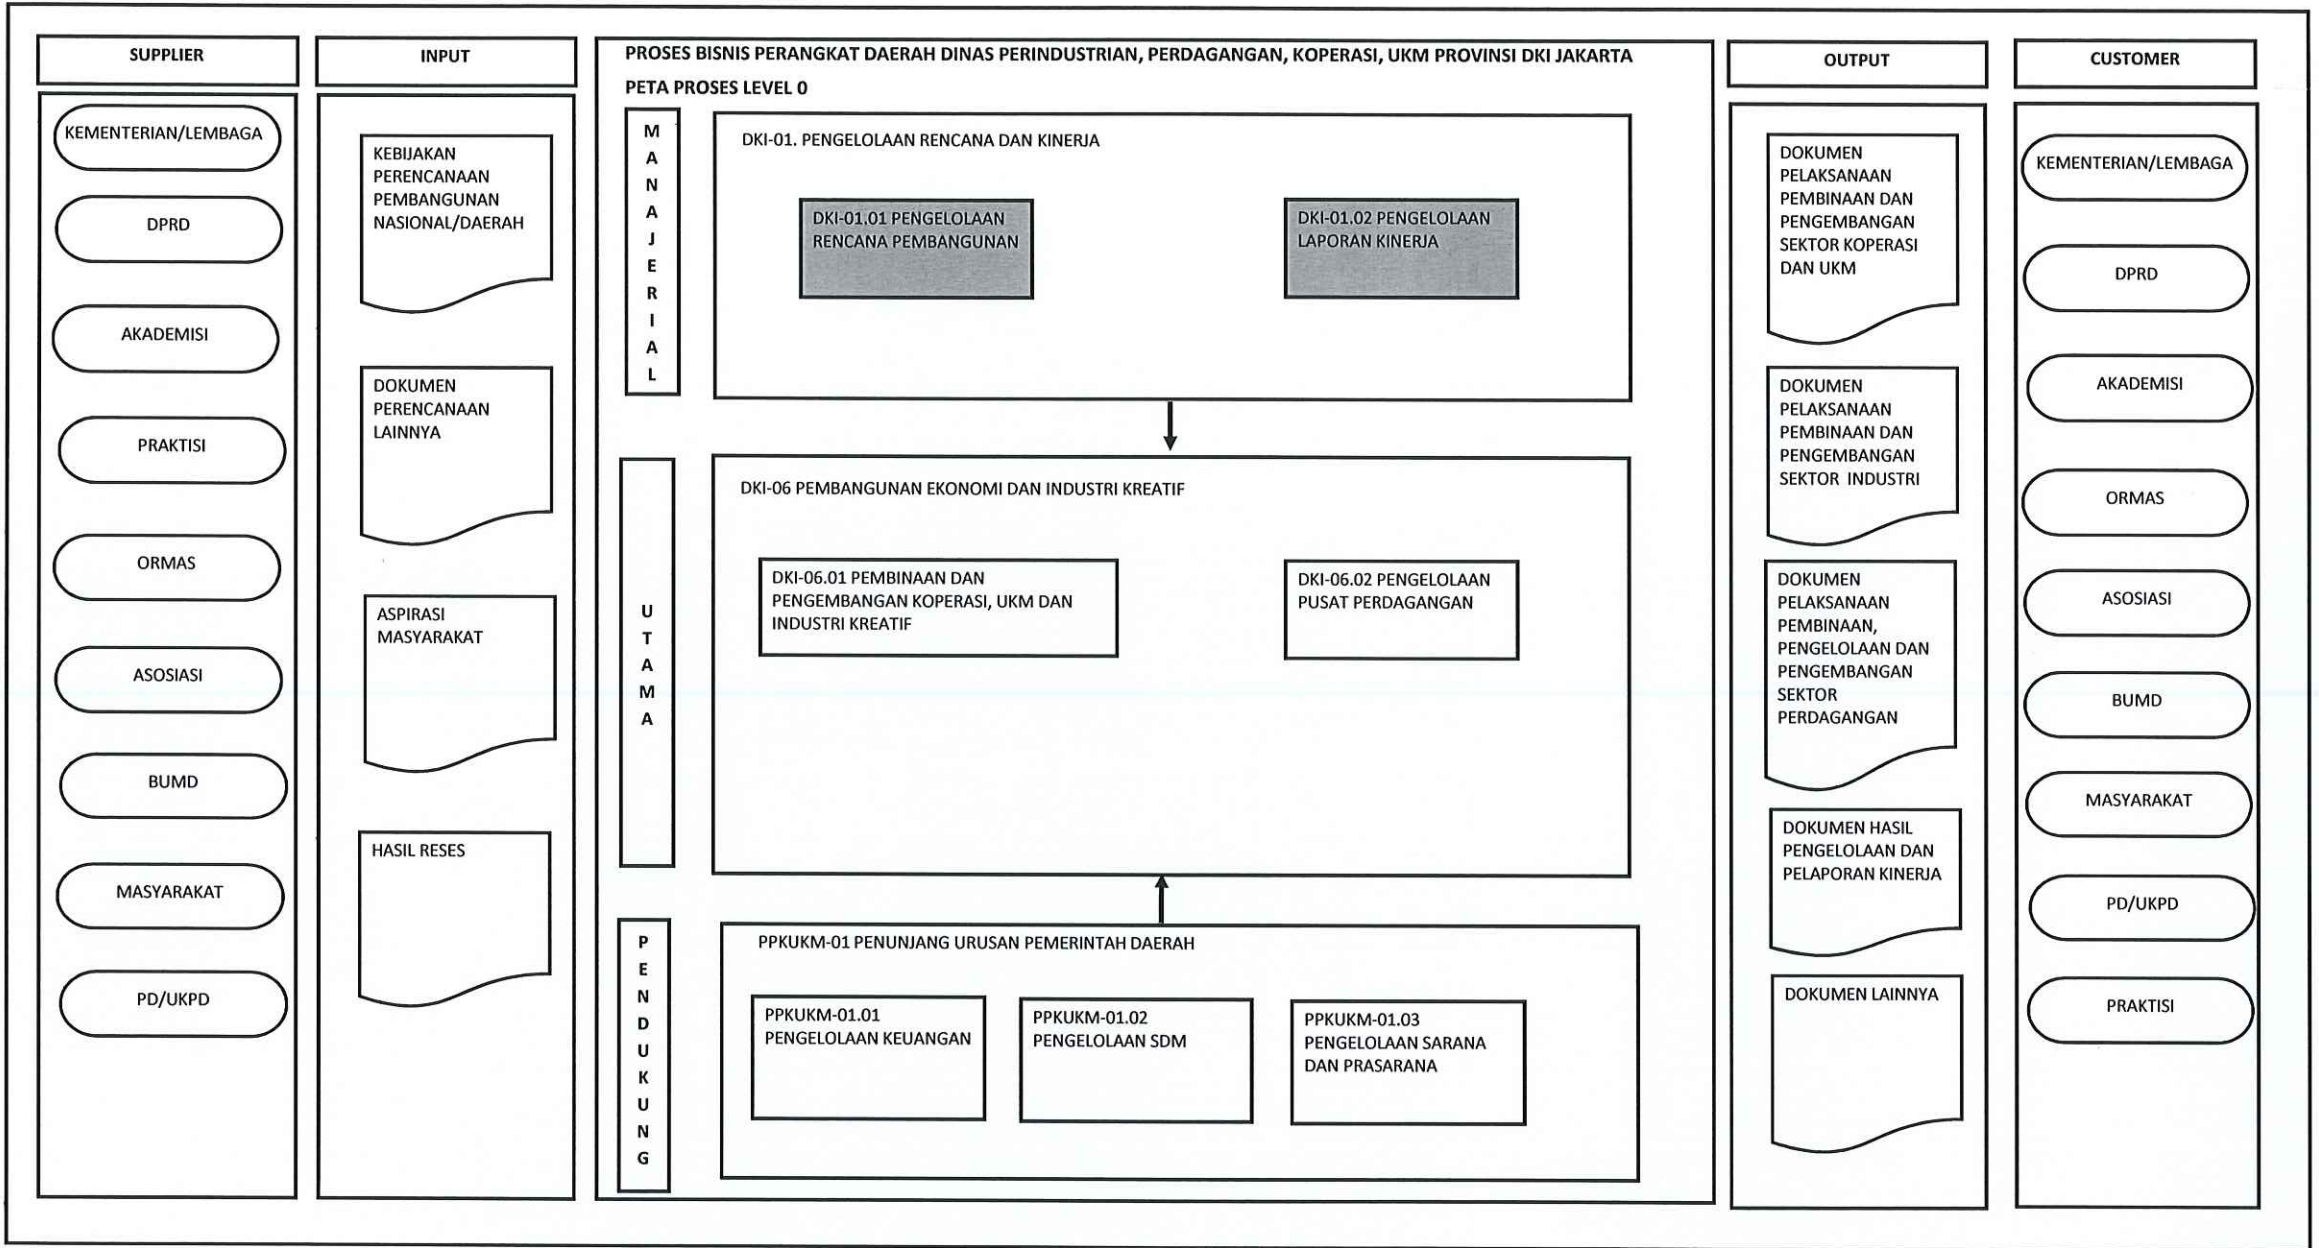 SUPPLIER
KEMENTERIAN/LEMBAGA
DPRD
AKADEMISI
PRAKTISI
ORMAS
ASOSIASI
BUMD
MASYARAKAT
PD/UKPD
INPUT
KEBIJAKAN
PERENCANAAN
PEMBANGUNAN
NASIONAL/DAERAH
DOKUMEN
PERENCANAAN
LAINNYA
ASPIRASI
MASYARAKAT
HASIL RESES
PROSES BISNIS PERANGKAT DAERAH DINAS PERINDUSTRIAN, PERDAGANGAN, KOPERASI, UKM PROVINSI DKI JAKARTA
PETA PROSES LEVEL 0
MANAJERIAL
DKI-01. PENGELOLAAN RENCANA DAN KINERJA
DKI-01.01 PENGELOLAAN
RENCANA PEMBANGUNAN
DKI-01.02 PENGELOLAAN
LAPORAN KINERJA
UTAMA
DKI-06 PEMBANGUNAN EKONOMI DAN INDUSTRI KREATIF
DKI-06.01 PEMBINAAN DAN
PENGEMBANGAN KOPERASI, UKM DAN
INDUSTRI KREATIF
DKI-06.02 PENGELOLAAN
PUSAT PERDAGANGAN
PENDUKUNG
PPKUKM-01 PENUNJANG URUSAN PEMERINTAH DAERAH
PPKUKM-01.01
PENGELOLAAN KEUANGAN
PPKUKM-01.02
PENGELOLAAN SDM
PPKUKM-01.03
PENGELOLAAN SARANA
DAN PRASARANA
OUTPUT
DOKUMEN
PELAKSANAAN
PEMBINAAN DAN
PENGEMBANGAN
SEKTOR KOPERASI
DAN UKM
DOKUMEN
PELAKSANAAN
PEMBINAAN DAN
PENGEMBANGAN
SEKTOR INDUSTRI
DOKUMEN
PELAKSANAAN
PEMBINAAN,
PENGELOLAAN DAN
PENGEMBANGAN
SEKTOR
PERDAGANGAN
DOKUMEN HASIL
PENGELOLAAN DAN
PELAPORAN KINERJA
DOKUMEN LAINNYA
CUSTOMER
KEMENTERIAN/LEMBAGA
DPRD
AKADEMISI
ORMAS
ASOSIASI
BUMD
MASYARAKAT
PD/UKPD
PRAKTISI